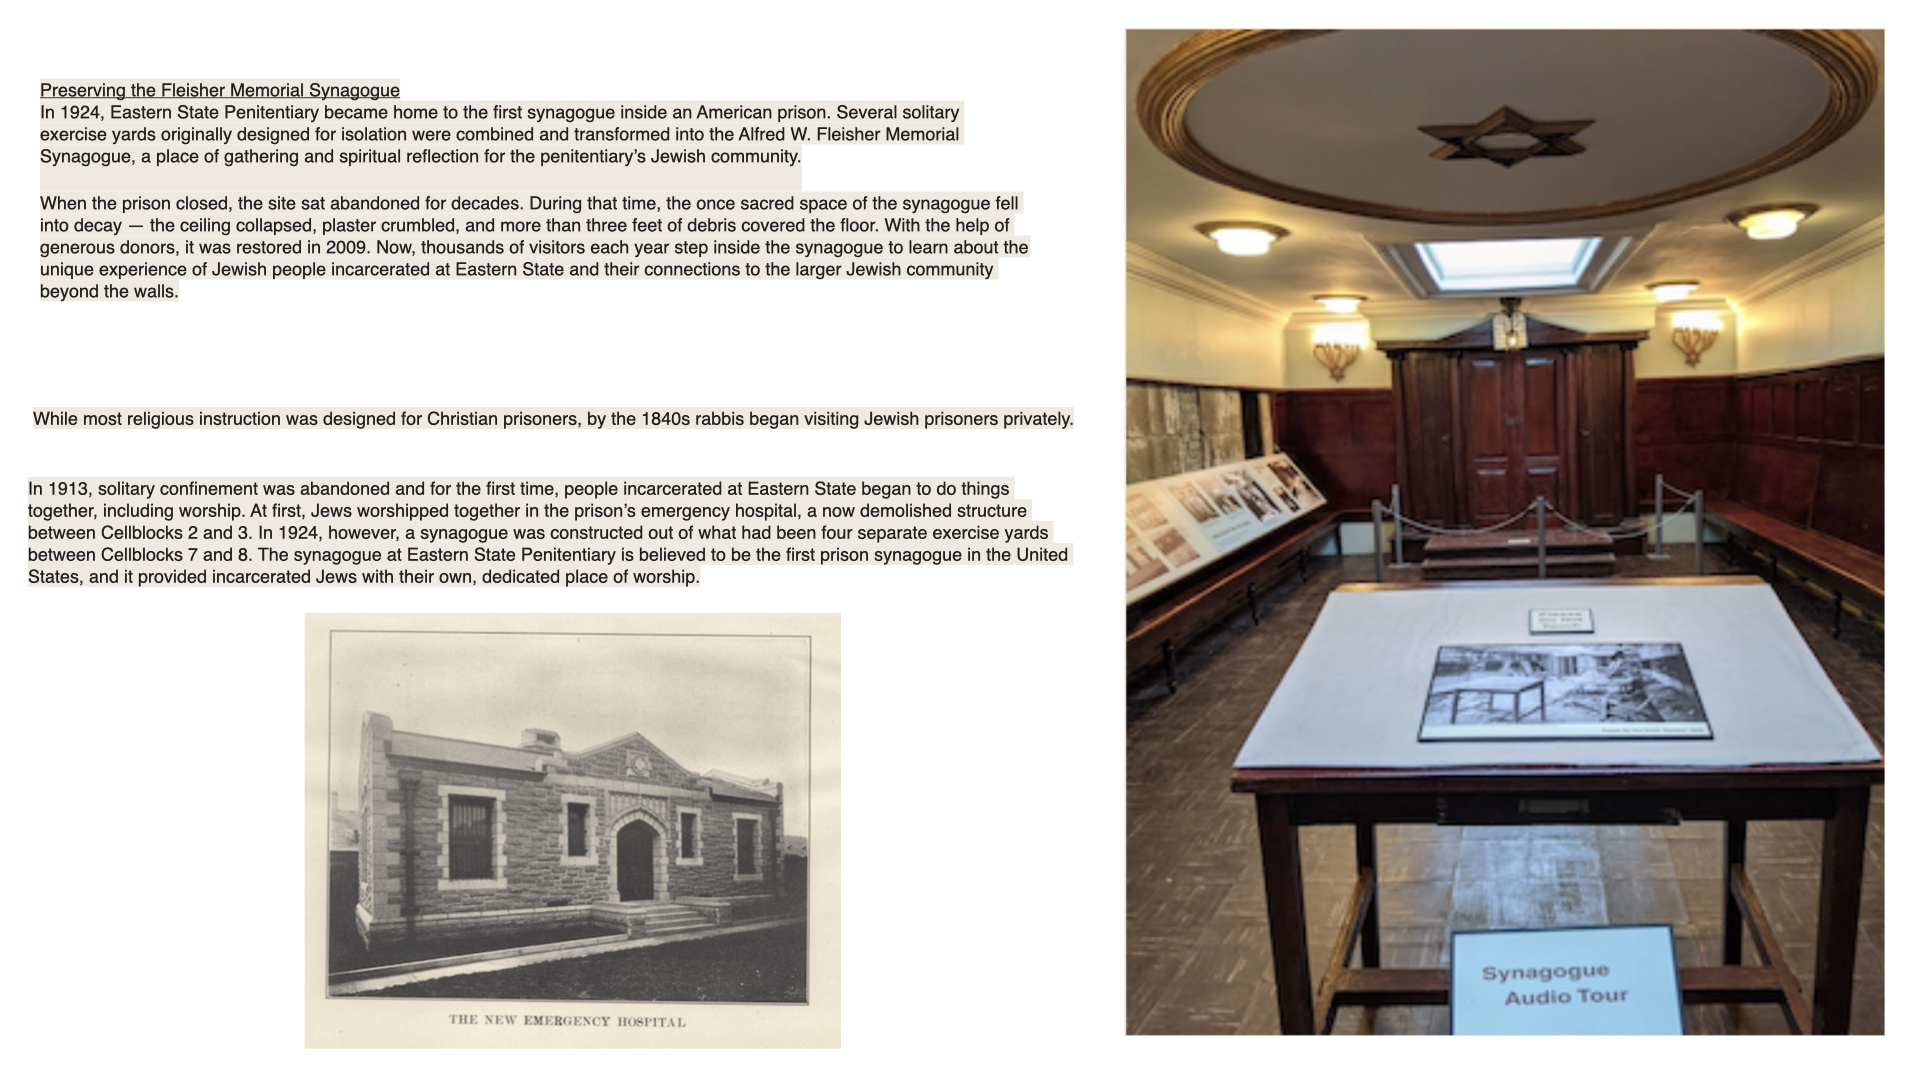 Preserving the Fleisher Memorial Synagogue
In 1924, Eastern State Penitentiary became home to the first synagogue inside an American prison. Several solitary
exercise yards originally designed for isolation were combined and transformed into the Alfred W. Fleisher Memorial
Synagogue, a place of gathering and spiritual reflection for the penitentiary’s Jewish community.
When the prison closed, the site sat abandoned for decades. During that time, the once sacred space of the synagogue fell
into decay — the ceiling collapsed, plaster crumbled, and more than three feet of debris covered the floor. With the help of
generous donors, it was restored in 2009. Now, thousands of visitors each year step inside the synagogue to learn about the
unique experience of Jewish people incarcerated at Eastern State and their connections to the larger Jewish community
beyond the walls.
While most religious instruction was designed for Christian prisoners, by the 1840s rabbis began visiting Jewish prisoners privately.
In 1913, solitary confinement was abandoned and for the first time, people incarcerated at Eastern State began to do things
together, including worship. At first, Jews worshipped together in the prison’s emergency hospital, a now demolished structure
between Cellblocks 2 and 3. In 1924, however, a synagogue was constructed out of what had been four separate exercise yards
between Cellblocks 7 and 8. The synagogue at Eastern State Penitentiary is believed to be the first prison synagogue in the United
States, and it provided incarcerated Jews with their own, dedicated place of worship.
THE NEW EMERGENCY HOSPITAL
Synagogue
Audio Tour